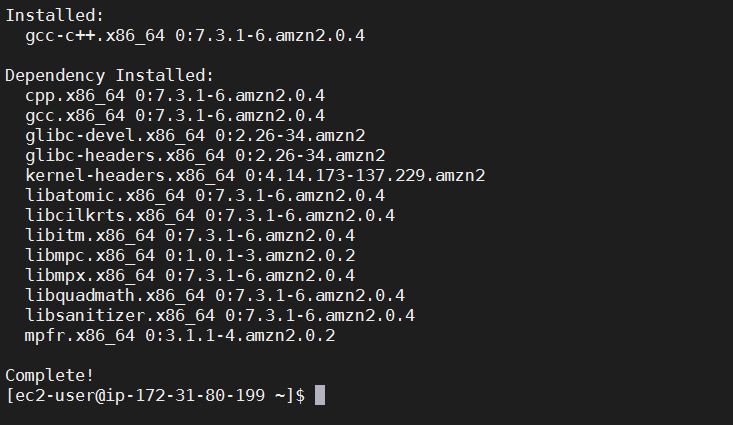 Installed:
gcc-c++.x86_64 0:7.3.1-6.amzn2.0.4
Dependency Installed:
cpp.x86_64 0:7.3.1-6.amzn2.0.4
gcc.x86_64 0:7.3.1-6.amzn2.0.4
glibc-devel.x86_64 0:2.26-34.amzn2
glibc-headers.x86_64 0:2.26-34.amzn2
kernel-headers.x86_64 0:4.14.173-137.229.amzn2
libatomic.x86_64 0:7.3.1-6.amzn2.0.4
libcilkrts.x86_64 0:7.3.1-6.amzn2.0.4
libitm.x86_64 0:7.3.1-6.amzn2.0.4
libmpc.x86_64 0:1.0.1-3.amzn2.0.2
libmpx.x86_64 0:7.3.1-6.amzn2.0.4
libquadmath.x86_64 0:7.3.1-6.amzn2.0.4
libsanitizer.x86_64 0:7.3.1-6.amzn2.0.4
mpfr.x86_64 0:3.1.1-4.amzn2.0.2
Complete!
[ec2-user@ip-172-31-80-199 ~]$